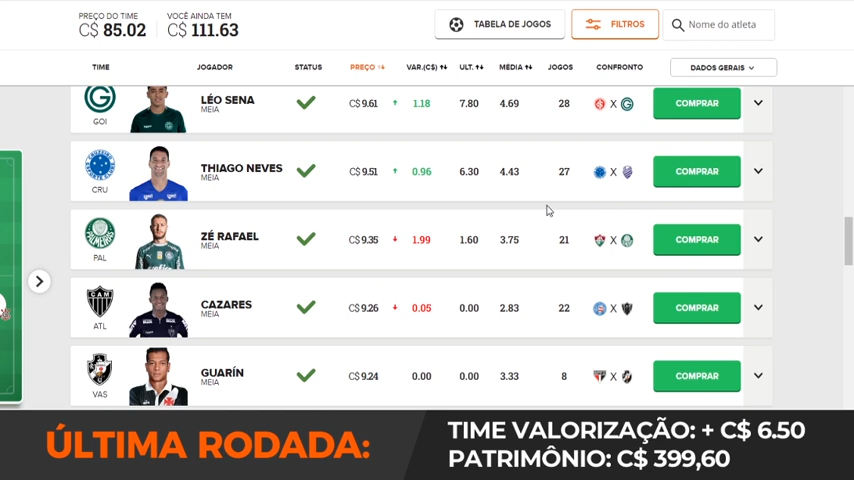 PREÇO DO TIME
C$ 85.02
VOCÊ AINDA TEM
C$ 111.63
TABELA DE JOGOS
FILTROS
Nome do atleta
TIME JOGADOR STATUS PREÇO VAR.(C$) ULT. MÉDIA JOGOS CONFRONTO DADOS GERAIS
GOI LÉO SENA MEIA C$ 9.61 1.18 7.80 4.69 28 X COMPRAR
CRU THIAGO NEVES MEIA C$ 9.51 0.96 6.30 4.43 27 X COMPRAR
PAL ZÉ RAFAEL MEIA C$ 9.35 1.99 1.60 3.75 21 X COMPRAR
ATL CAZARES MEIA C$ 9.26 0.05 0.00 2.83 22 X COMPRAR
VAS GUARÍN MEIA C$ 9.24 0.00 0.00 3.33 8 X COMPRAR
ÚLTIMA RODADA:
TIME VALORIZAÇÃO: + C$ 6.50
PATRIMÔNIO: C$ 399,60